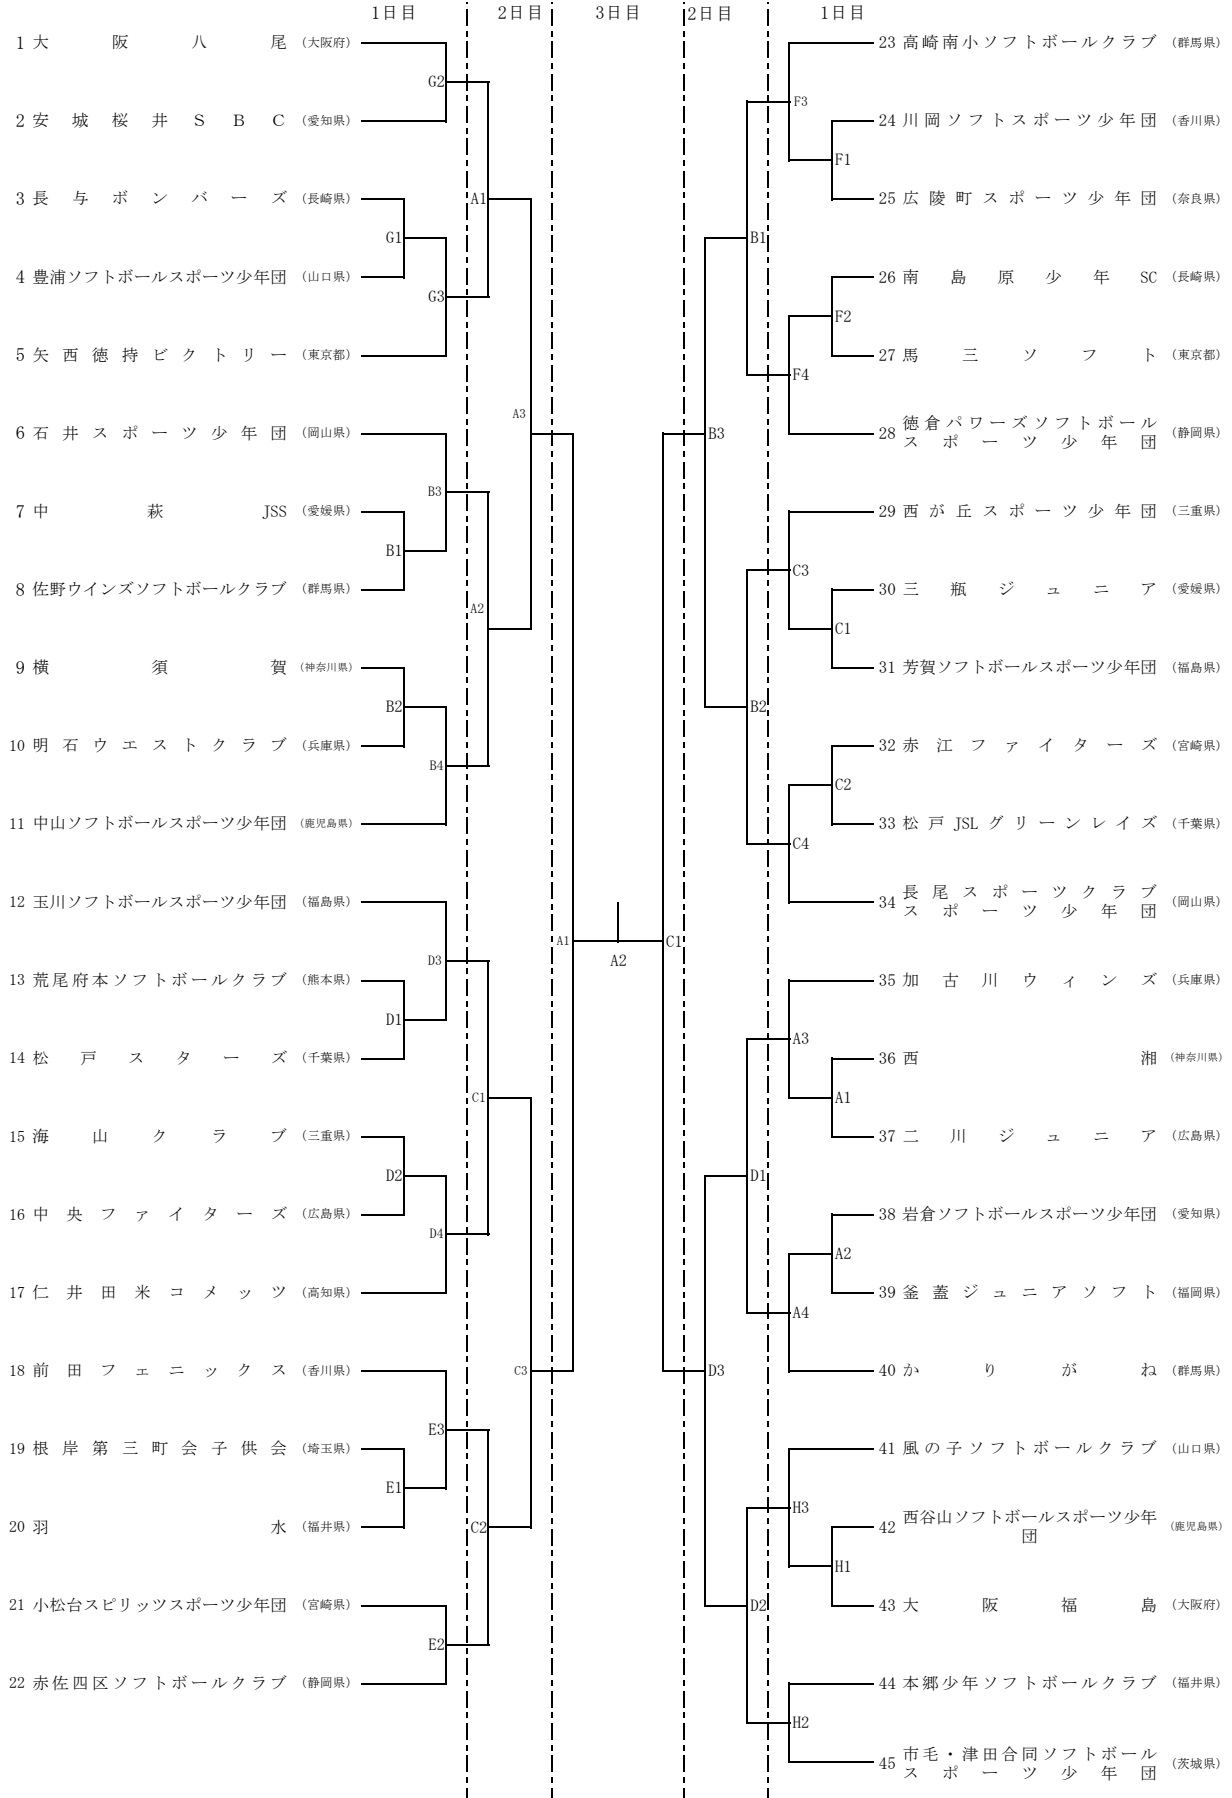 1日目 2日目 3日目 2日目 1日目
1 大阪八尾 （大阪府）
G2
2 安城桜井ＳＢＣ （愛知県）
3 長与ボンバーズ （長崎県）
A1
G1
4 豊浦ソフトボールスポーツ少年団 （山口県）
G3
5 矢西徳持ビクトリー （東京都）
A3
6 石井スポーツ少年団 （岡山県）
B3
7 中萩JSS （愛媛県）
B1
8 佐野ウインズソフトボールクラブ （群馬県）
A2
9 横須賀 （神奈川県）
B2
10 明石ウエストクラブ （兵庫県）
B4
11 中山ソフトボールスポーツ少年団 （鹿児島県）
12 玉川ソフトボールスポーツ少年団 （福島県）
D3
13 荒尾府本ソフトボールクラブ （熊本県）
D1
14 松戸スターズ （千葉県）
C1
15 海山クラブ （三重県）
D2
16 中央ファイターズ （広島県）
D4
17 仁井田米コメッツ （高知県）
18 前田フェニックス （香川県）
C3
E3
19 根岸第三町会子供会 （埼玉県）
E1
20 羽水 （福井県）
C2
21 小松台スピリッツスポーツ少年団 （宮崎県）
E2
22 赤佐四区ソフトボールクラブ （静岡県）
A1
A2
C1
23 高崎南小ソフトボールクラブ （群馬県）
F3
24 川岡ソフトスポーツ少年団 （香川県）
F1
25 広陵町スポーツ少年団 （奈良県）
B1
26 南島原少年SC （長崎県）
F2
27 馬三ソフト （東京都）
F4
28 徳倉パワーズソフトボール
スポーツ少年団 （静岡県）
B3
29 西が丘スポーツ少年団 （三重県）
C3
30 三瓶ジュニア （愛媛県）
C1
31 芳賀ソフトボールスポーツ少年団 （福島県）
B2
32 赤江ファイターズ （宮崎県）
C2
33 松戸JSLグリーンレイズ （千葉県）
C4
34 長尾スポーツクラブ
スポーツ少年団 （岡山県）
35 加古川ウィンズ （兵庫県）
A3
36 西湘 （神奈川県）
A1
37 二川ジュニア （広島県）
D1
38 岩倉ソフトボールスポーツ少年団 （愛知県）
A2
39 釜蓋ジュニアソフト （福岡県）
A4
40 かりがね （群馬県）
D3
41 風の子ソフトボールクラブ （山口県）
H3
42 西谷山ソフトボールスポーツ少年
団 （鹿児島県）
H1
43 大阪福島 （大阪府）
D2
44 本郷少年ソフトボールクラブ （福井県）
H2
45 市毛・津田合同ソフトボール
スポーツ少年団 （茨城県）